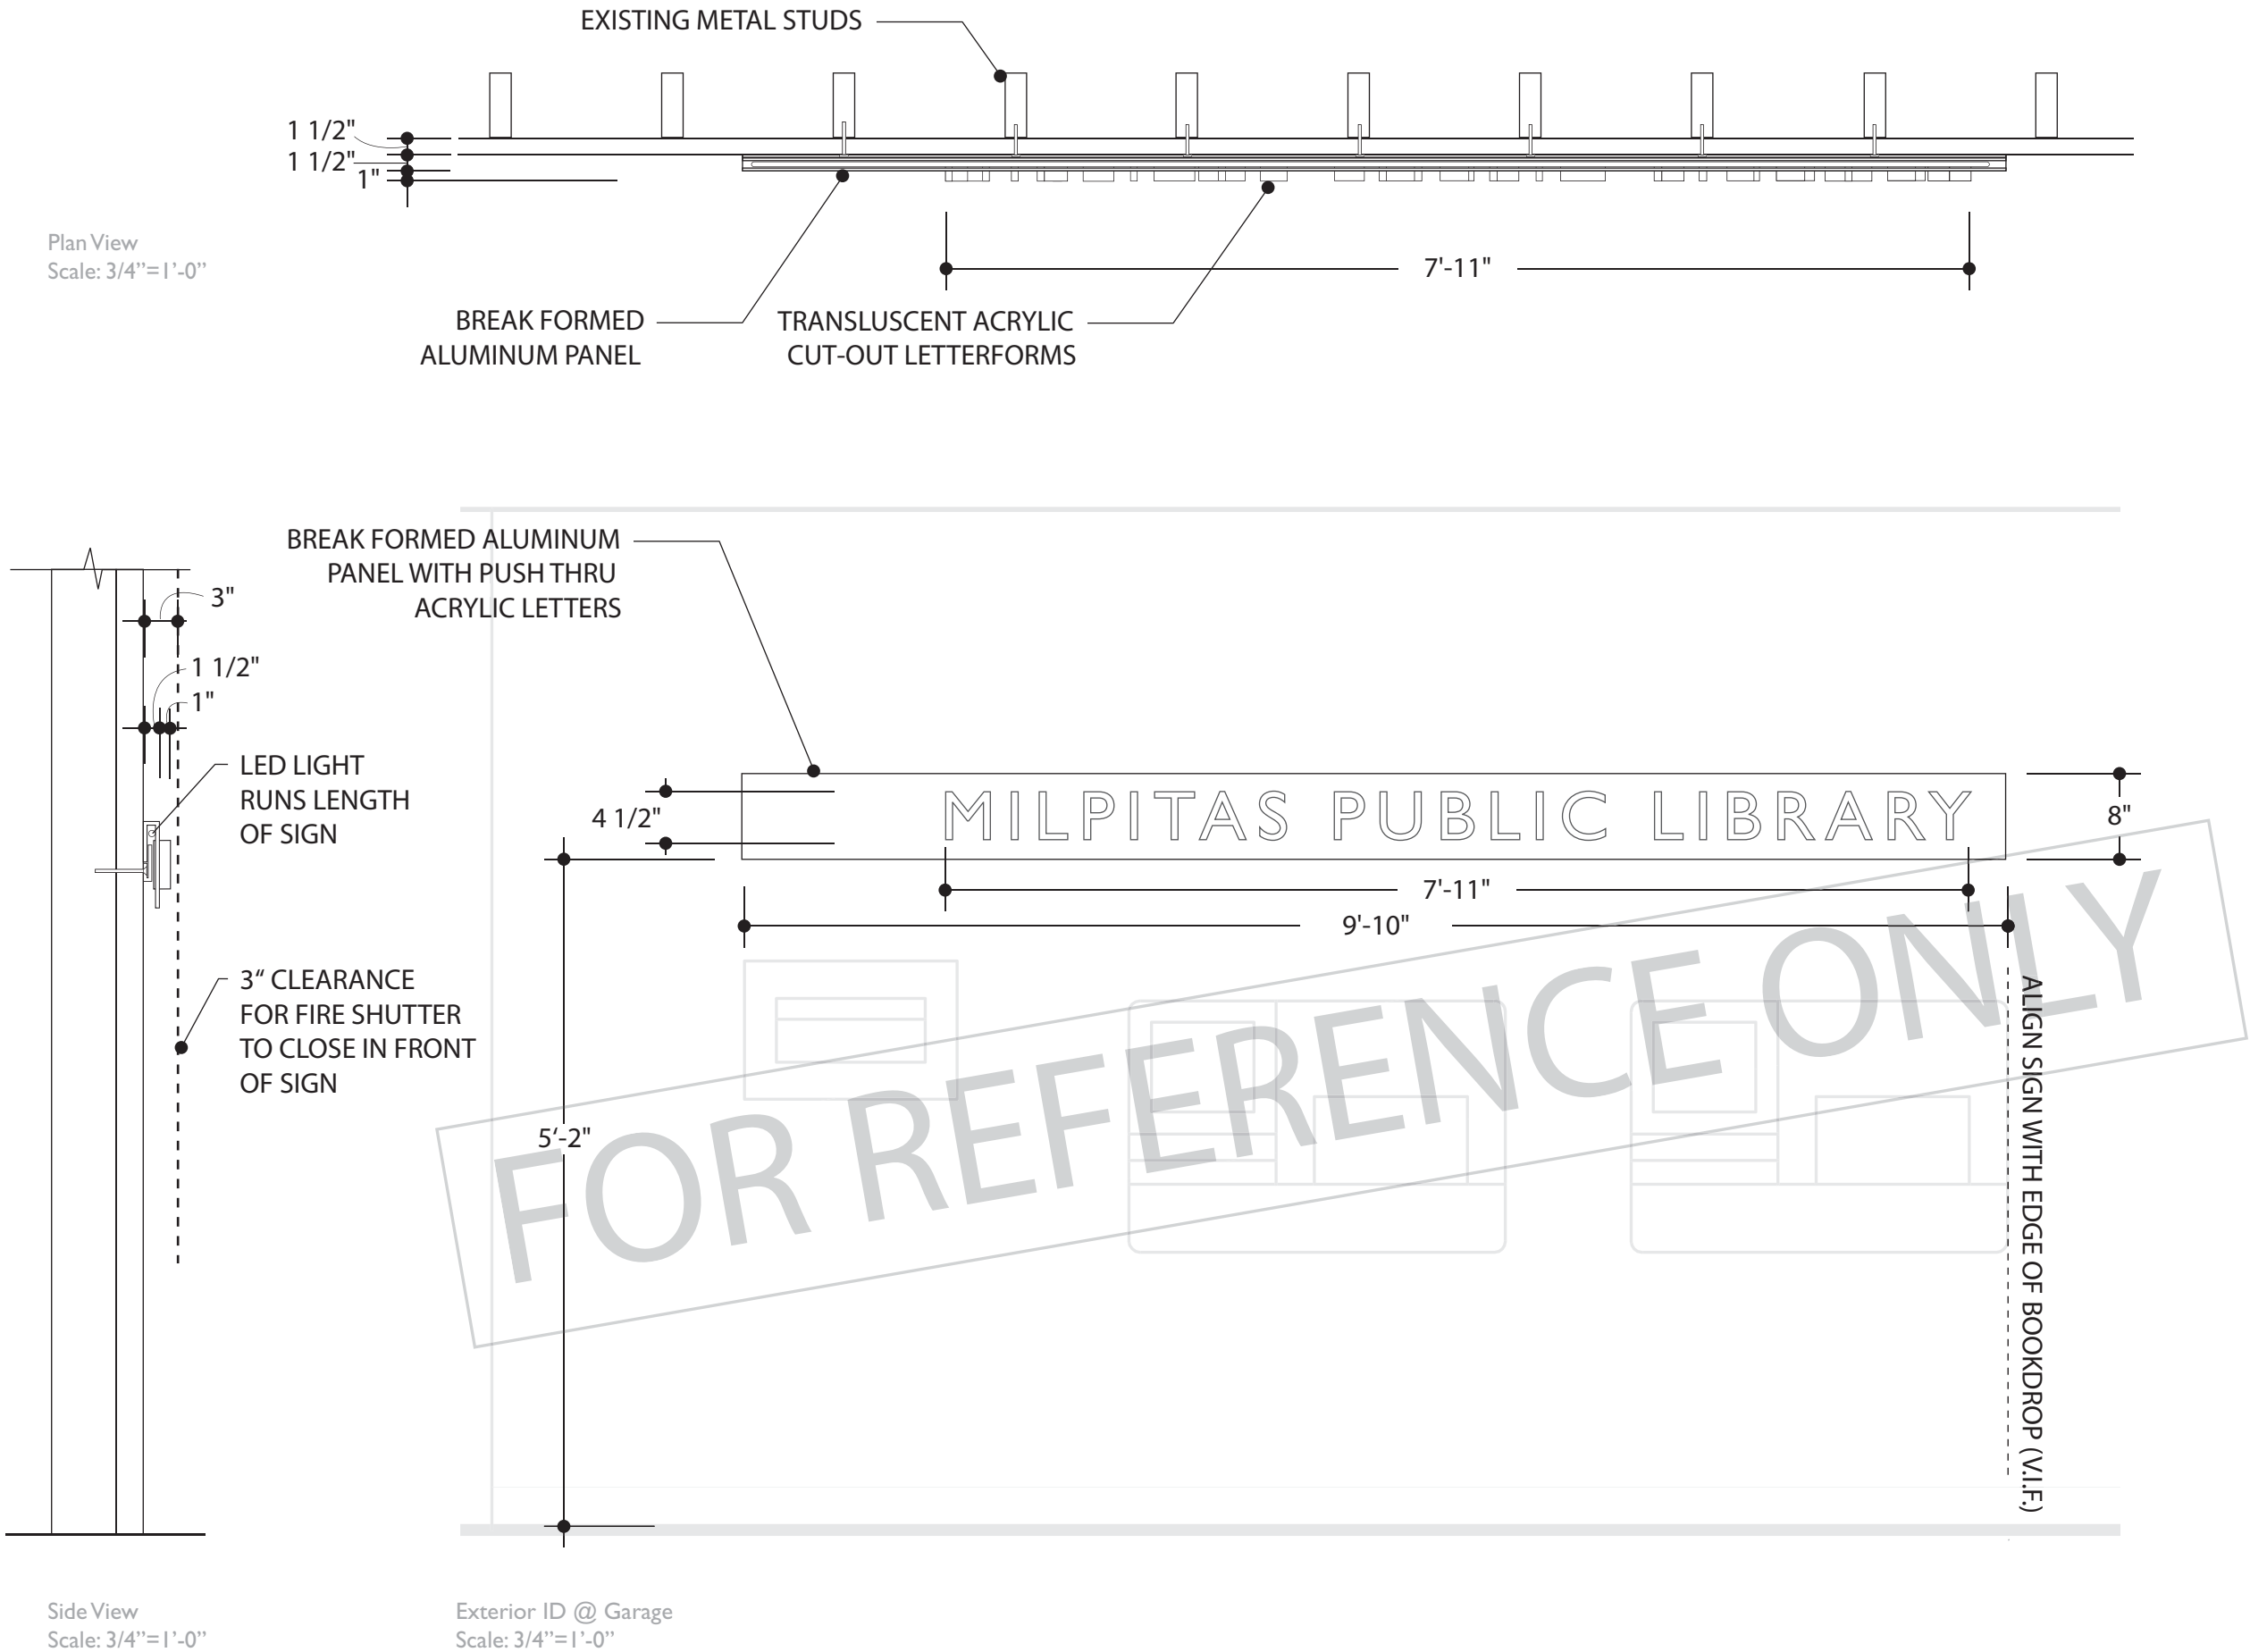 EXISTING METAL STUDS
1 1/2"
1 1/2"
1"
Plan View
Scale: 3/4”=1’-0”
7'-11"
BREAK FORMED
ALUMINUM PANEL
TRANSLUSCENT ACRYLIC
CUT-OUT LETTERFORMS
BREAK FORMED ALUMINUM
PANEL WITH PUSH THRU
ACRYLIC LETTERS
3"
1 1/2"
1"
LED LIGHT
RUNS LENGTH
OF SIGN
4 1/2"
MILPITAS PUBLIC LIBRARY
8"
7'-11"
9'-10"
3“ CLEARANCE
FOR FIRE SHUTTER
TO CLOSE IN FRONT
OF SIGN
5‘-2"
FOR REFERENCE ONLY
ALIGN SIGN WITH EDGE OF BOOKDROP (V.I.F.)
Side View
Scale: 3/4”=1’-0”
Exterior ID @ Garage
Scale: 3/4”=1’-0”